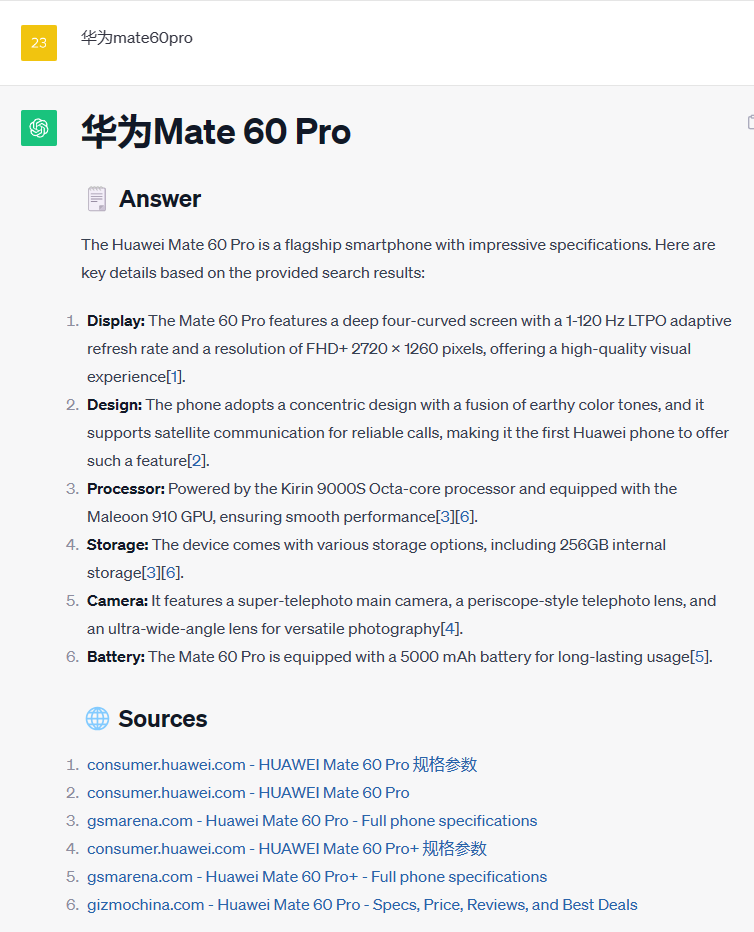 23
华为mate60pro
华为Mate 60 Pro
Answer
The Huawei Mate 60 Pro is a flagship smartphone with impressive specifications. Here are
key details based on the provided search results:
1. Display: The Mate 60 Pro features a deep four-curved screen with a 1-120 Hz LTPO adaptive
refresh rate and a resolution of FHD+ 2720 × 1260 pixels, offering a high-quality visual
experience[1].
2. Design: The phone adopts a concentric design with a fusion of earthy color tones, and it
supports satellite communication for reliable calls, making it the first Huawei phone to offer
such a feature[2].
3. Processor: Powered by the Kirin 9000S Octa-core processor and equipped with the
Maleoon 910 GPU, ensuring smooth performance[3][6].
4. Storage: The device comes with various storage options, including 256GB internal
storage[3][6].
5. Camera: It features a super-telephoto main camera, a periscope-style telephoto lens, and
an ultra-wide-angle lens for versatile photography[4].
6. Battery: The Mate 60 Pro is equipped with a 5000 mAh battery for long-lasting usage[5].
Sources
1. consumer.huawei.com - HUAWEI Mate 60 Pro 规格参数
2. consumer.huawei.com - HUAWEI Mate 60 Pro
3. gsmarena.com - Huawei Mate 60 Pro - Full phone specifications
4. consumer.huawei.com - HUAWEI Mate 60 Pro+ 规格参数
5. gsmarena.com - Huawei Mate 60 Pro+ - Full phone specifications
6. gizmochina.com - Huawei Mate 60 Pro - Specs, Price, Reviews, and Best Deals